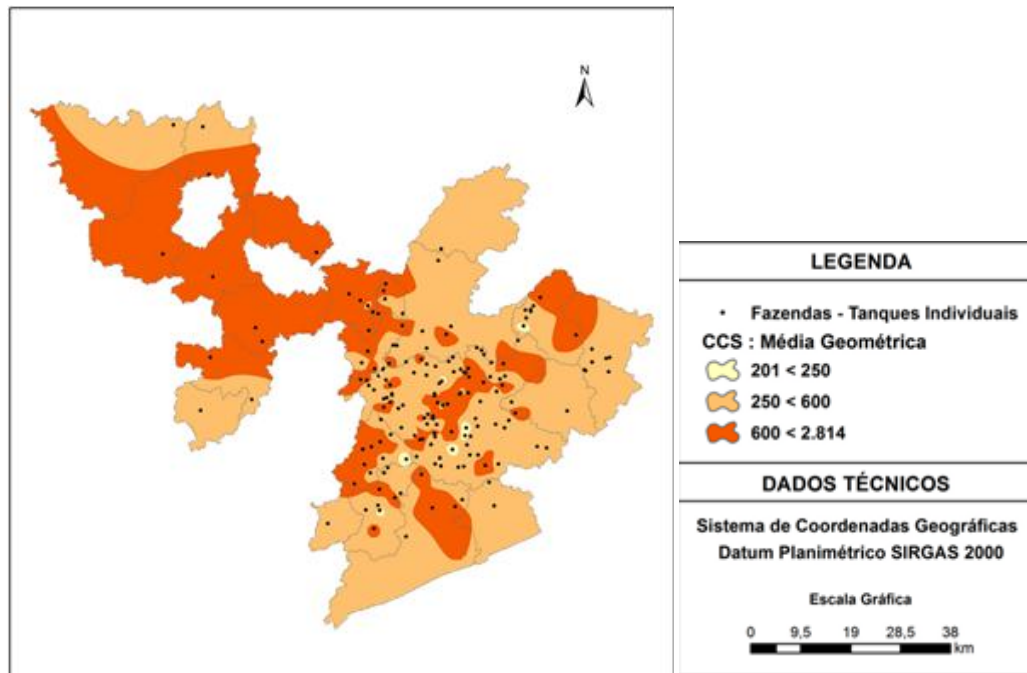 N
LEGENDA
Fazendas - Tanques Individuais
CCS : Média Geométrica
201 < 250
250 < 600
600 < 2.814
DADOS TÉCNICOS
Sistema de Coordenadas Geográficas
Datum Planimétrico SIRGAS 2000
Escala Gráfica
0 9,5 19 28,5 38
km